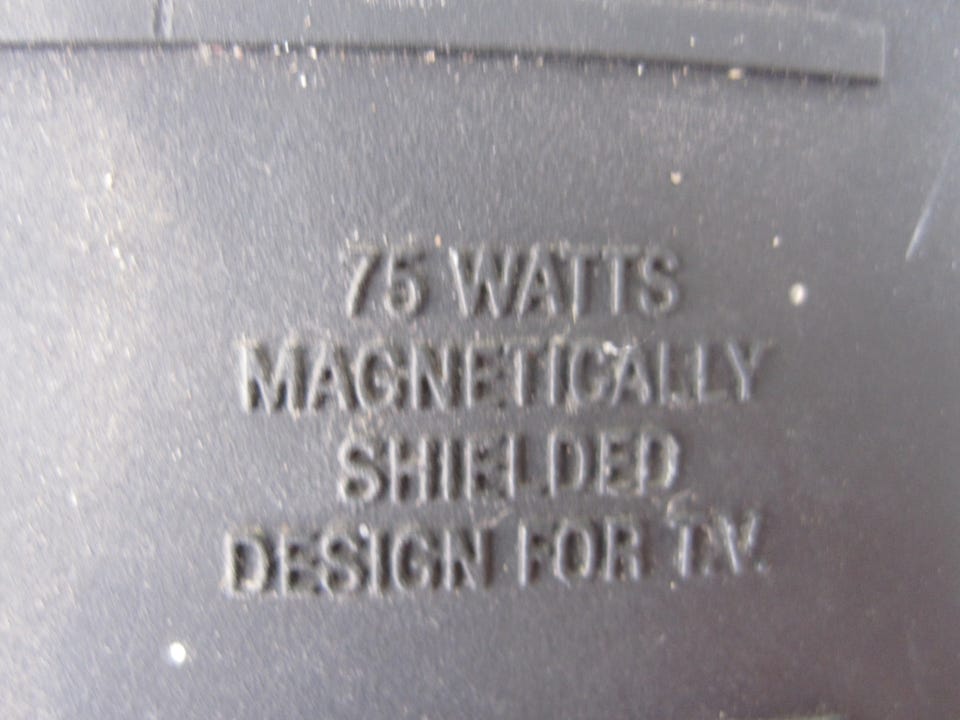 75 WATTS
MAGNETICALLY
SHIELDED
DESIGN FOR T.V.